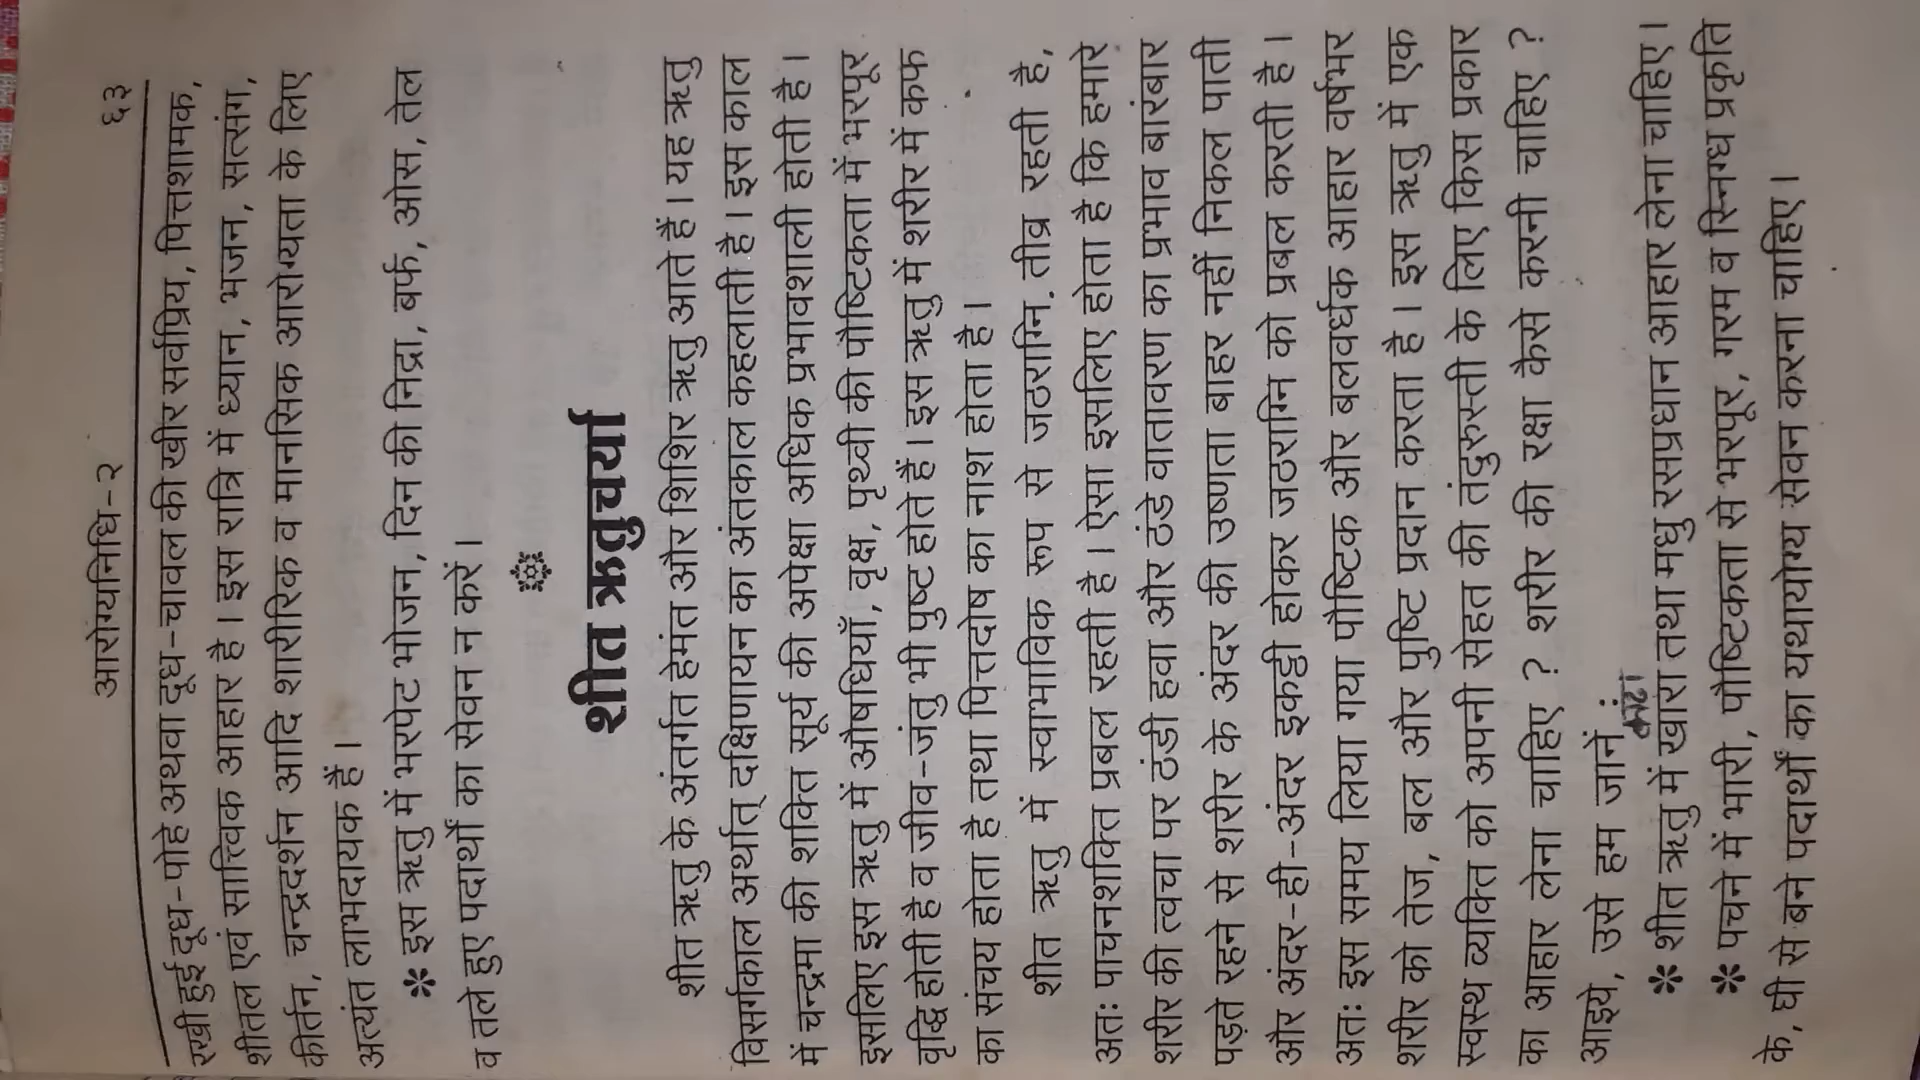 आरोग्यनिधि-२ ६३
रखी हुई दूध-पोहे अथवा दूध-चावल की खीर सर्वप्रिय, पित्तशामक,
शीतल एवं सात्त्विक आहार है । इस रात्रि में ध्यान, भजन, सत्संग,
कीर्तन, चन्द्रदर्शन आदि शारीरिक व मानसिक आरोग्यता के लिए
अत्यंत लाभदायक हैं ।
* इस ऋतु में भरपेट भोजन, दिन की निद्रा, बर्फ, ओस, तेल
व तले हुए पदार्थों का सेवन न करें ।
शीत ऋतुचर्या
शीत ऋतु के अंतर्गत हेमंत और शिशिर ऋतु आते हैं । यह ऋतु
विसर्गकाल अर्थात् दक्षिणायन का अंतकाल कहलाती है । इस काल
में चन्द्रमा की शक्ति सूर्य की अपेक्षा अधिक प्रभावशाली होती है ।
इसलिए इस ऋतु में औषधियाँ, वृक्ष, पृथ्वी की पौष्टिकता में भरपूर
वृद्धि होती है व जीव-जंतु भी पुष्ट होते हैं । इस ऋतु में शरीर में कफ
का संचय होता है तथा पित्तदोष का नाश होता है ।
शीत ऋतु में स्वाभाविक रूप से जठराग्नि तीव्र रहती है,
अतः पाचनशक्ति प्रबल रहती है । ऐसा इसलिए होता है कि हमारे
शरीर की त्वचा पर ठंडी हवा और ठंडे वातावरण का प्रभाव बारंबार
पड़ते रहने से शरीर के अंदर की उष्णता बाहर नहीं निकल पाती
और अंदर-ही-अंदर इकट्ठी होकर जठराग्नि को प्रबल करती है ।
अतः इस समय लिया गया पौष्टिक और बलवर्धक आहार वर्षभर
शरीर को तेज, बल और पुष्टि प्रदान करता है । इस ऋतु में एक
स्वस्थ व्यक्ति को अपनी सेहत की तंदुरुस्ती के लिए किस प्रकार
का आहार लेना चाहिए ? शरीर की रक्षा कैसे करनी चाहिए ?
आइये, उसे हम जानें :
* शीत ऋतु में खारा तथा मधु रसप्रधान आहार लेना चाहिए ।
* पचने में भारी, पौष्टिकता से भरपूर, गरम व स्निग्ध प्रकृति
के, घी से बने पदार्थों का यथायोग्य सेवन करना चाहिए ।